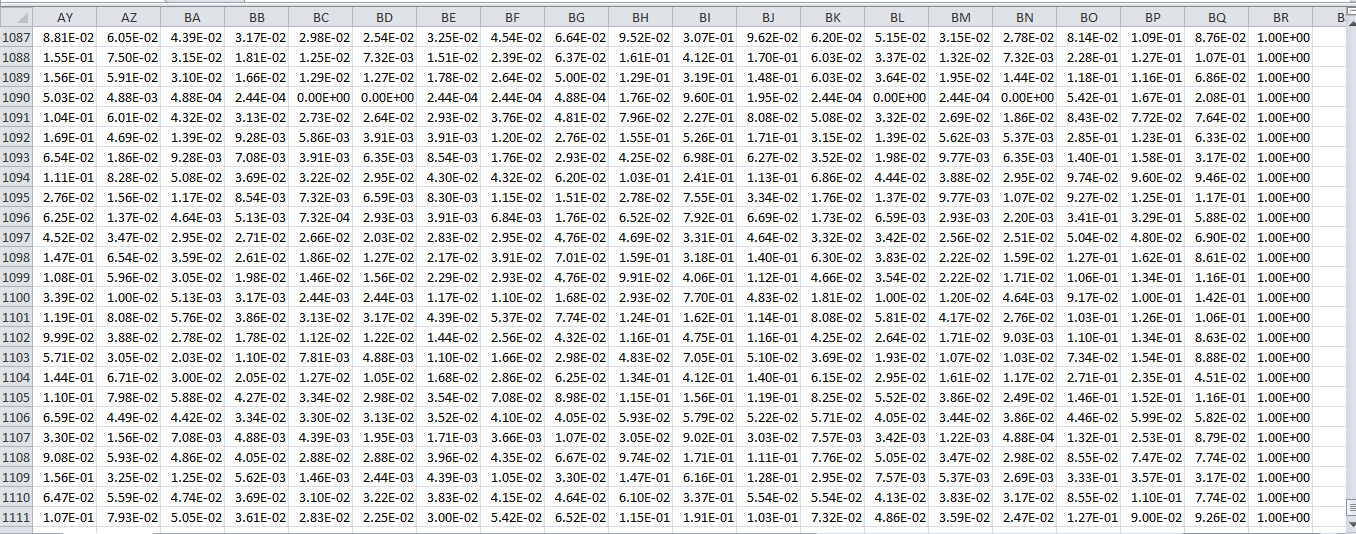 AY AZ BA BB BC BD BE BF BG BH BI BJ BK BL BM BN BO BP BQ BR B
1087 8.81E-02 6.05E-02 4.39E-02 3.17E-02 2.98E-02 2.54E-02 3.25E-02 4.54E-02 6.64E-02 9.52E-02 3.07E-01 9.62E-02 6.20E-02 5.15E-02 3.15E-02 2.78E-02 8.14E-02 1.09E-01 8.76E-02 1.00E+00
1088 1.55E-01 7.50E-02 3.15E-02 1.81E-02 1.25E-02 7.32E-03 1.51E-02 2.39E-02 6.37E-02 1.61E-01 4.12E-01 1.70E-01 6.03E-02 3.37E-02 1.32E-02 7.32E-03 2.28E-01 1.27E-01 1.07E-01 1.00E+00
1089 1.56E-01 5.91E-02 3.10E-02 1.66E-02 1.29E-02 1.27E-02 1.78E-02 2.64E-02 5.00E-02 1.29E-01 3.19E-01 1.48E-01 6.03E-02 3.64E-02 1.95E-02 1.44E-02 1.18E-01 1.16E-01 6.86E-02 1.00E+00
1090 5.03E-02 4.88E-03 4.88E-04 2.44E-04 0.00E+00 0.00E+00 2.44E-04 2.44E-04 4.88E-04 1.76E-02 9.60E-01 1.95E-02 2.44E-04 0.00E+00 2.44E-04 0.00E+00 5.42E-01 1.67E-01 2.08E-01 1.00E+00
1091 1.04E-01 6.01E-02 4.32E-02 3.13E-02 2.73E-02 2.64E-02 2.93E-02 3.76E-02 4.81E-02 7.96E-02 2.27E-01 8.08E-02 5.08E-02 3.32E-02 2.69E-02 1.86E-02 8.43E-02 7.72E-02 7.64E-02 1.00E+00
1092 1.69E-01 4.69E-02 1.39E-02 9.28E-03 5.86E-03 3.91E-03 3.91E-03 1.20E-02 2.76E-02 1.55E-01 5.26E-01 1.71E-01 3.15E-02 1.39E-02 5.62E-03 5.37E-03 2.85E-01 1.23E-01 6.33E-02 1.00E+00
1093 6.54E-02 1.86E-02 9.28E-03 7.08E-03 3.91E-03 6.35E-03 8.54E-03 1.76E-02 2.93E-02 4.25E-02 6.98E-01 6.27E-02 3.52E-02 1.98E-02 9.77E-03 6.35E-03 1.40E-01 1.58E-01 3.17E-02 1.00E+00
1094 1.11E-01 8.28E-02 5.08E-02 3.69E-02 3.22E-02 2.95E-02 4.30E-02 4.32E-02 6.20E-02 1.03E-01 2.41E-01 1.13E-01 6.86E-02 4.44E-02 3.88E-02 2.95E-02 9.74E-02 9.60E-02 9.46E-02 1.00E+00
1095 2.76E-02 1.56E-02 1.17E-02 8.54E-03 7.32E-03 6.59E-03 8.30E-03 1.15E-02 1.51E-02 2.78E-02 7.55E-01 3.34E-02 1.76E-02 1.37E-02 9.77E-03 1.07E-02 9.27E-02 1.25E-01 1.17E-01 1.00E+00
1096 6.25E-02 1.37E-02 4.64E-03 5.13E-03 7.32E-04 2.93E-03 3.91E-03 6.84E-03 1.76E-02 6.52E-02 7.92E-01 6.69E-02 1.73E-02 6.59E-03 2.93E-03 2.20E-03 3.41E-01 3.29E-01 5.88E-02 1.00E+00
1097 4.52E-02 3.47E-02 2.95E-02 2.71E-02 2.66E-02 2.03E-02 2.83E-02 2.95E-02 4.76E-02 4.69E-02 3.31E-01 4.64E-02 3.32E-02 3.42E-02 2.56E-02 2.51E-02 5.04E-02 4.80E-02 6.90E-02 1.00E+00
1098 1.47E-01 6.54E-02 3.59E-02 2.61E-02 1.86E-02 1.27E-02 2.17E-02 3.91E-02 7.01E-02 1.59E-01 3.18E-01 1.40E-01 6.30E-02 3.83E-02 2.22E-02 1.59E-02 1.27E-01 1.62E-01 8.61E-02 1.00E+00
1099 1.08E-01 5.96E-02 3.05E-02 1.98E-02 1.46E-02 1.56E-02 2.29E-02 2.93E-02 4.76E-02 9.91E-02 4.06E-01 1.12E-01 4.66E-02 3.54E-02 2.22E-02 1.71E-02 1.06E-01 1.34E-01 1.16E-01 1.00E+00
1100 3.39E-02 1.00E-02 5.13E-03 3.17E-03 2.44E-03 2.44E-03 1.17E-02 1.10E-02 1.68E-02 2.93E-02 7.70E-01 4.83E-02 1.81E-02 1.00E-02 1.20E-02 4.64E-03 9.17E-02 1.00E-01 1.42E-01 1.00E+00
1101 1.19E-01 8.08E-02 5.76E-02 3.86E-02 3.13E-02 3.17E-02 4.39E-02 5.37E-02 7.74E-02 1.24E-01 1.62E-01 1.14E-01 8.08E-02 5.81E-02 4.17E-02 2.76E-02 1.03E-01 1.26E-01 1.06E-01 1.00E+00
1102 9.99E-02 3.88E-02 2.78E-02 1.78E-02 1.12E-02 1.22E-02 1.44E-02 2.56E-02 4.32E-02 1.16E-01 4.75E-01 1.16E-01 4.25E-02 2.64E-02 1.71E-02 9.03E-03 1.10E-01 1.34E-01 8.63E-02 1.00E+00
1103 5.71E-02 3.05E-02 2.03E-02 1.10E-02 7.81E-03 4.88E-03 1.10E-02 1.66E-02 2.98E-02 4.83E-02 7.05E-01 5.10E-02 3.69E-02 1.93E-02 1.07E-02 1.03E-02 7.34E-02 1.54E-01 8.88E-02 1.00E+00
1104 1.44E-01 6.71E-02 3.00E-02 2.05E-02 1.27E-02 1.05E-02 1.68E-02 2.86E-02 6.25E-02 1.34E-01 4.12E-01 1.40E-01 6.15E-02 2.95E-02 1.61E-02 1.17E-02 2.71E-01 2.35E-01 4.51E-02 1.00E+00
1105 1.10E-01 7.98E-02 5.88E-02 4.27E-02 3.34E-02 2.98E-02 3.54E-02 7.08E-02 8.98E-02 1.15E-01 1.56E-01 1.19E-01 8.25E-02 5.52E-02 3.86E-02 2.49E-02 1.46E-01 1.52E-01 1.16E-01 1.00E+00
1106 6.59E-02 4.49E-02 4.42E-02 3.34E-02 3.30E-02 3.13E-02 3.52E-02 4.10E-02 4.05E-02 5.93E-02 5.79E-02 5.22E-02 5.71E-02 4.05E-02 3.44E-02 3.86E-02 4.46E-02 5.99E-02 5.82E-02 1.00E+00
1107 3.30E-02 1.56E-02 7.08E-03 4.88E-03 4.39E-03 1.95E-03 1.71E-03 3.66E-03 1.07E-02 3.05E-02 9.02E-01 3.03E-02 7.57E-03 3.42E-03 1.22E-03 4.88E-04 1.32E-01 2.53E-01 8.79E-02 1.00E+00
1108 9.08E-02 5.93E-02 4.86E-02 4.05E-02 2.88E-02 2.88E-02 3.96E-02 4.35E-02 6.67E-02 9.74E-02 1.71E-01 1.11E-01 7.76E-02 5.05E-02 3.47E-02 2.98E-02 8.55E-02 7.47E-02 7.74E-02 1.00E+00
1109 1.56E-01 3.25E-02 1.25E-02 5.62E-03 1.46E-03 2.44E-03 4.39E-03 1.05E-02 3.30E-02 1.47E-01 6.16E-01 1.28E-01 2.95E-02 7.57E-03 5.37E-03 2.69E-03 3.33E-01 3.57E-01 3.17E-02 1.00E+00
1110 6.47E-02 5.59E-02 4.74E-02 3.69E-02 3.10E-02 3.22E-02 3.83E-02 4.15E-02 4.64E-02 6.10E-02 3.37E-01 5.54E-02 5.54E-02 4.13E-02 3.83E-02 3.17E-02 8.55E-02 1.10E-01 7.74E-02 1.00E+00
1111 1.07E-01 7.93E-02 5.05E-02 3.61E-02 2.83E-02 2.25E-02 3.00E-02 5.42E-02 6.52E-02 1.15E-01 1.91E-01 1.03E-01 7.32E-02 4.86E-02 3.59E-02 2.47E-02 1.27E-01 9.00E-02 9.26E-02 1.00E+00